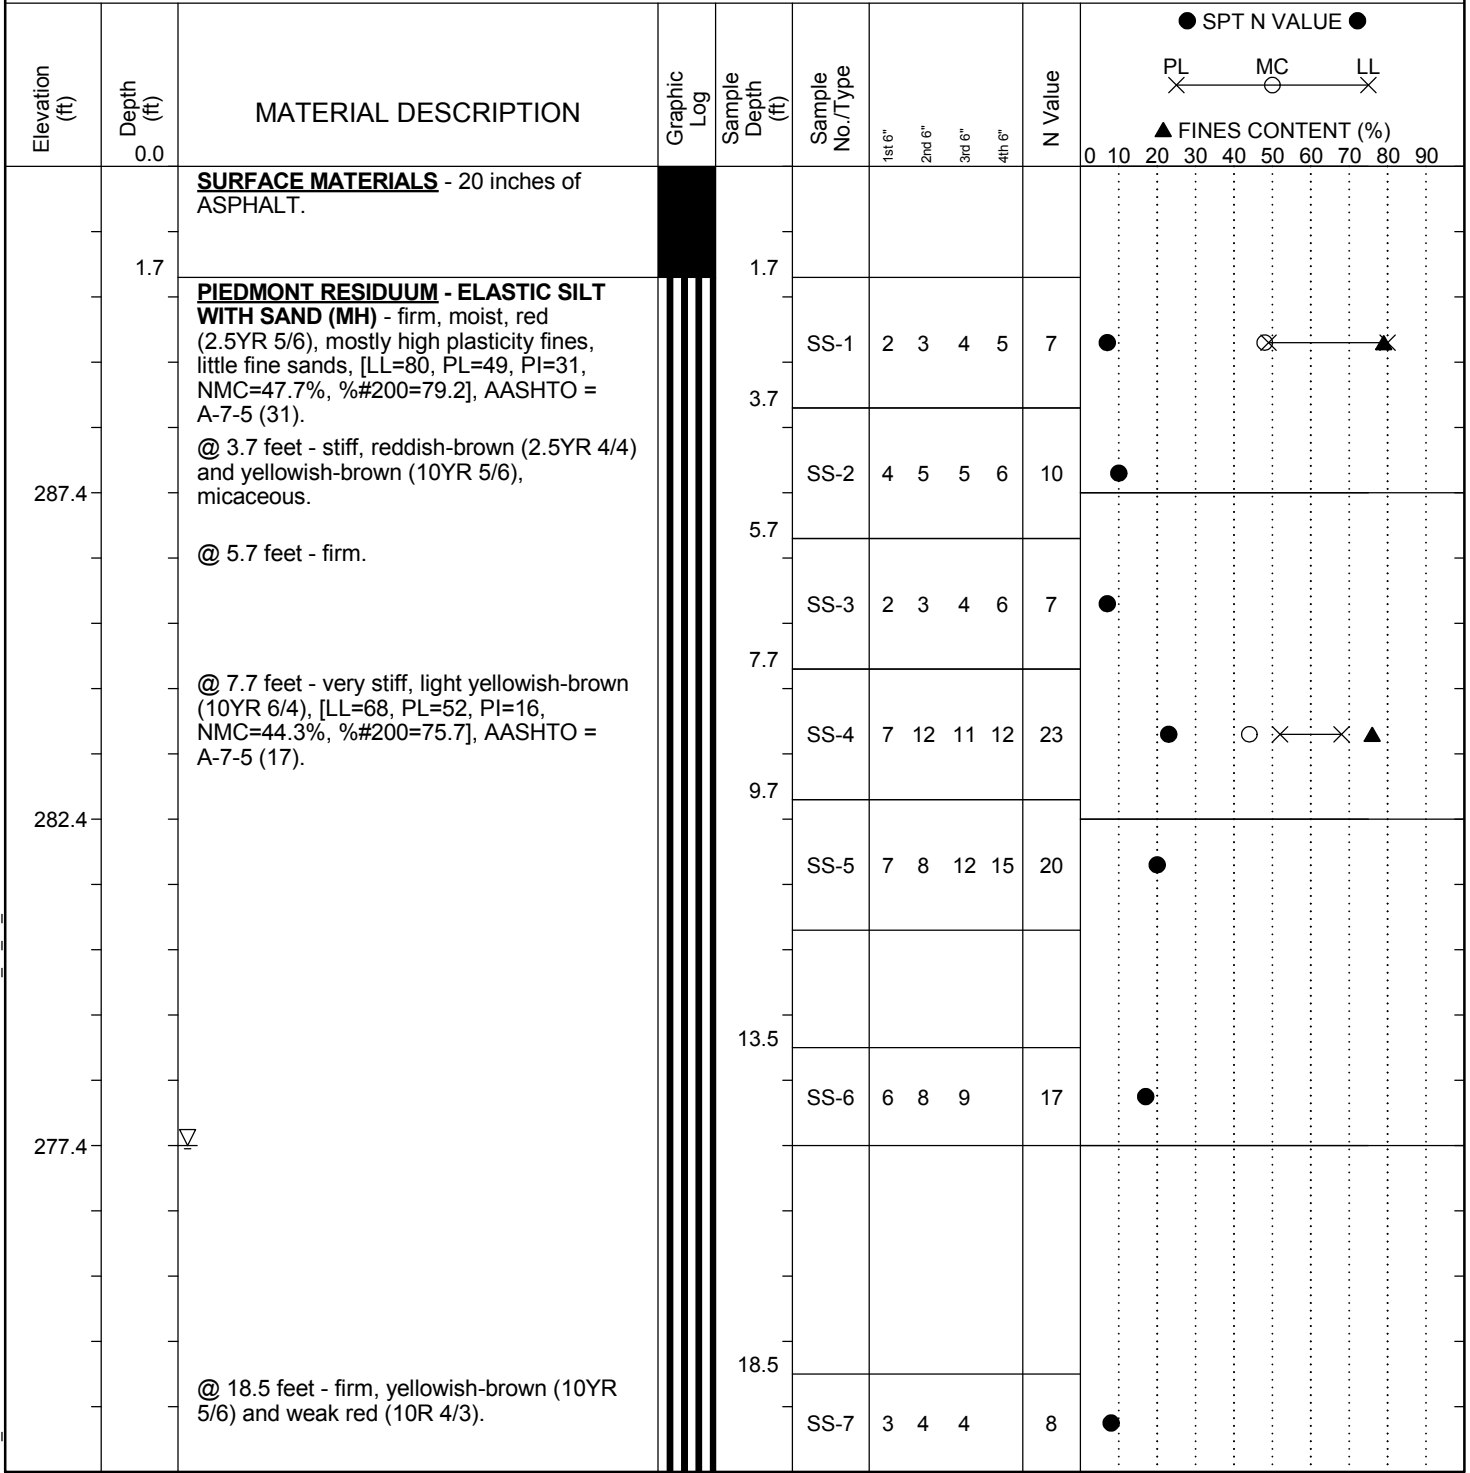 ● SPT N VALUE ●
PL MC LL
▲ FINES CONTENT (%)
0 10 20 30 40 50 60 70 80 90
Elevation (ft)
Depth (ft)
0.0
MATERIAL DESCRIPTION
Graphic Log
Sample Depth (ft)
Sample No./Type
1st 6"
2nd 6"
3rd 6"
4th 6"
N Value
SURFACE MATERIALS - 20 inches of
ASPHALT.
1.7 1.7
PIEDMONT RESIDUUM - ELASTIC SILT
WITH SAND (MH) - firm, moist, red
(2.5YR 5/6), mostly high plasticity fines,
little fine sands, [LL=80, PL=49, PI=31,
NMC=47.7%, %#200=79.2], AASHTO =
A-7-5 (31).
SS-1 2 3 4 5 7
3.7
@ 3.7 feet - stiff, reddish-brown (2.5YR 4/4)
and yellowish-brown (10YR 5/6),
micaceous.
SS-2 4 5 5 6 10
287.4
5.7
@ 5.7 feet - firm.
SS-3 2 3 4 6 7
7.7
@ 7.7 feet - very stiff, light yellowish-brown
(10YR 6/4), [LL=68, PL=52, PI=16,
NMC=44.3%, %#200=75.7], AASHTO =
A-7-5 (17).
SS-4 7 12 11 12 23
9.7
282.4
SS-5 7 8 12 15 20
13.5
SS-6 6 8 9 17
277.4
18.5
@ 18.5 feet - firm, yellowish-brown (10YR
5/6) and weak red (10R 4/3).
SS-7 3 4 4 8